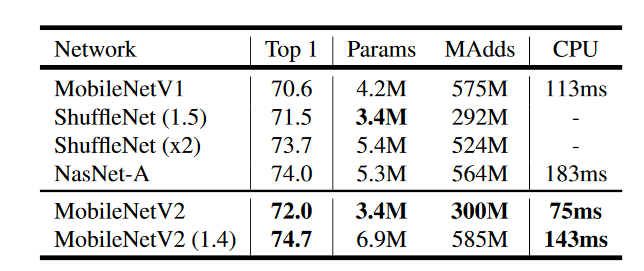 Network Top 1 Params MAdds CPU
MobileNetV1 70.6 4.2M 575M 113ms
ShuffleNet (1.5) 71.5 3.4M 292M -
ShuffleNet (x2) 73.7 5.4M 524M -
NasNet-A 74.0 5.3M 564M 183ms
MobileNetV2 72.0 3.4M 300M 75ms
MobileNetV2 (1.4) 74.7 6.9M 585M 143ms